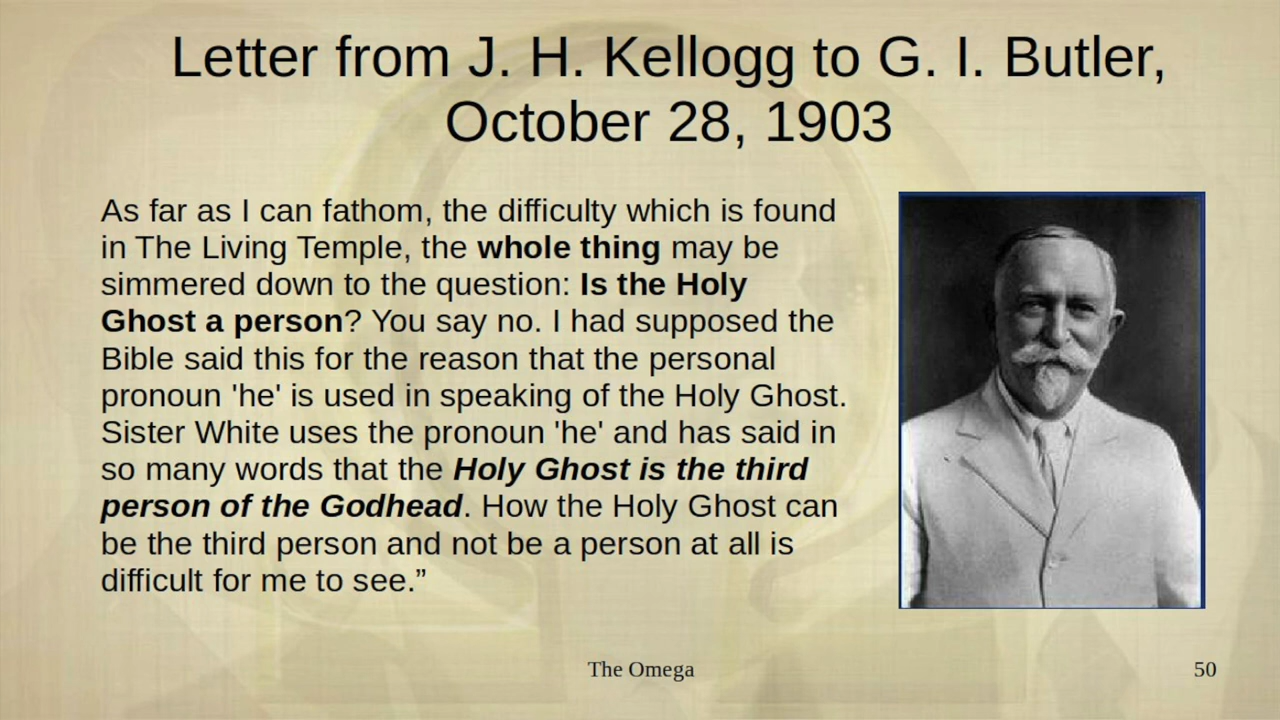 Letter from J. H. Kellogg to G. I. Butler,
October 28, 1903
As far as I can fathom, the difficulty which is found
in The Living Temple, the whole thing may be
simmered down to the question: Is the Holy
Ghost a person? You say no. I had supposed the
Bible said this for the reason that the personal
pronoun 'he' is used in speaking of the Holy Ghost.
Sister White uses the pronoun 'he' and has said in
so many words that the Holy Ghost is the third
person of the Godhead. How the Holy Ghost can
be the third person and not be a person at all is
difficult for me to see.”
The Omega
50